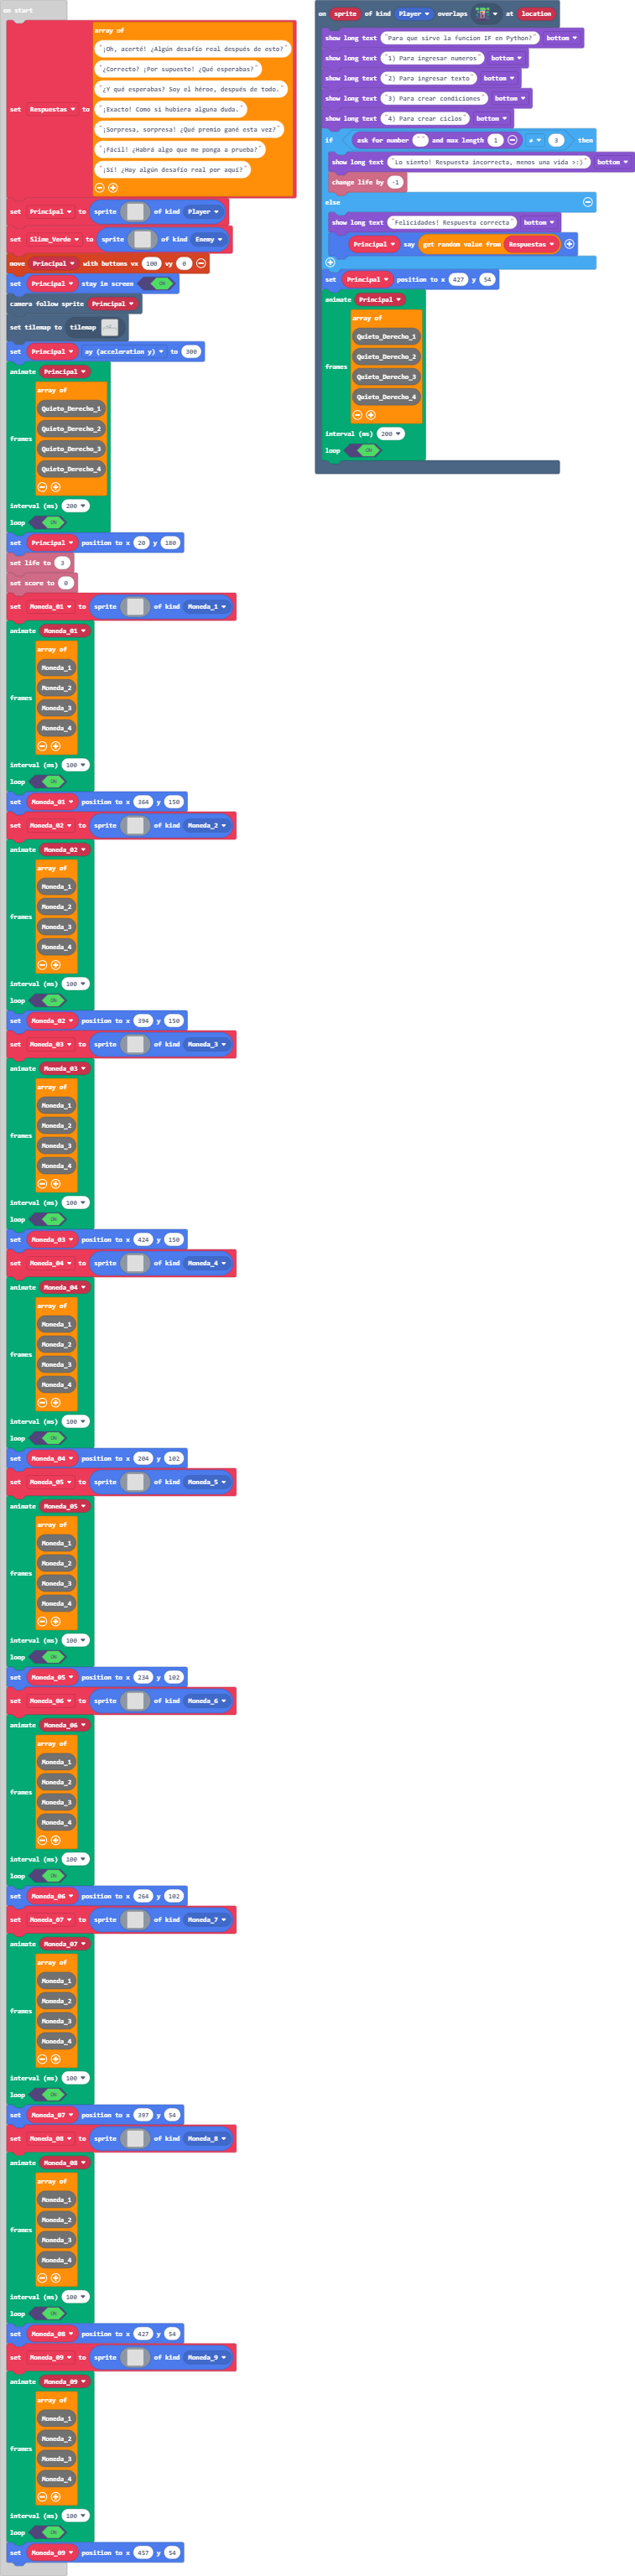 on start
array of
"¡Oh, acerté! ¿Algún desafío real después de esto?"
"¿Correcto? ¡Por supuesto! ¿Qué esperabas?"
"¿Y qué esperabas? Soy el héroe, después de todo."
set Respuestas to
"¡Exacto! Como si hubiera alguna duda."
"¡Sorpresa, sorpresa! ¿Qué premio gané esta vez?"
"¡Fácil! ¿Habrá algo que me ponga a prueba?"
"¡Sí! ¿Hay algún desafío real por aquí?"
set Principal to sprite of kind Player
set Slime_Verde to sprite of kind Enemy
move Principal with buttons vx 100 vy 0
set Principal stay in screen ON
camera follow sprite Principal
set tilemap to tilemap
set Principal ay (acceleration y) to 300
animate Principal
array of
Quieto_Derecho_1
Quieto_Derecho_2
frames
Quieto_Derecho_3
Quieto_Derecho_4
interval (ms) 200
loop ON
set Principal position to x 20 y 180
set life to 3
set score to 0
set Moneda_01 to sprite of kind Moneda_1
animate Moneda_01
array of
Moneda_1
Moneda_2
frames
Moneda_3
Moneda_4
interval (ms) 100
loop ON
set Moneda_01 position to x 364 y 150
set Moneda_02 to sprite of kind Moneda_2
animate Moneda_02
array of
Moneda_1
Moneda_2
frames
Moneda_3
Moneda_4
interval (ms) 100
loop ON
set Moneda_02 position to x 394 y 150
set Moneda_03 to sprite of kind Moneda_3
animate Moneda_03
array of
Moneda_1
Moneda_2
frames
Moneda_3
Moneda_4
interval (ms) 100
loop ON
set Moneda_03 position to x 424 y 150
set Moneda_04 to sprite of kind Moneda_4
animate Moneda_04
array of
Moneda_1
Moneda_2
frames
Moneda_3
Moneda_4
interval (ms) 100
loop ON
set Moneda_04 position to x 204 y 102
set Moneda_05 to sprite of kind Moneda_5
animate Moneda_05
array of
Moneda_1
Moneda_2
frames
Moneda_3
Moneda_4
interval (ms) 100
loop ON
set Moneda_05 position to x 234 y 102
set Moneda_06 to sprite of kind Moneda_6
animate Moneda_06
array of
Moneda_1
Moneda_2
frames
Moneda_3
Moneda_4
interval (ms) 100
loop ON
set Moneda_06 position to x 264 y 102
set Moneda_07 to sprite of kind Moneda_7
animate Moneda_07
array of
Moneda_1
Moneda_2
frames
Moneda_3
Moneda_4
interval (ms) 100
loop ON
set Moneda_07 position to x 397 y 54
set Moneda_08 to sprite of kind Moneda_8
animate Moneda_08
array of
Moneda_1
Moneda_2
frames
Moneda_3
Moneda_4
interval (ms) 100
loop ON
set Moneda_08 position to x 427 y 54
set Moneda_09 to sprite of kind Moneda_9
animate Moneda_09
array of
Moneda_1
Moneda_2
frames
Moneda_3
Moneda_4
interval (ms) 100
loop ON
set Moneda_09 position to x 457 y 54
on sprite of kind Player overlaps at location
show long text "Para que sirve la funcion IF en Python?" bottom
show long text "1) Para ingresar numeros" bottom
show long text "2) Para ingresar texto" bottom
show long text "3) Para crear condiciones" bottom
show long text "4) Para crear ciclos" bottom
if ask for number "" and max length 1 ≠ 3 then
show long text "Lo siento! Respuesta incorrecta, menos una vida >:)" bottom
change life by -1
else
show long text "Felicidades! Respuesta correcta" bottom
Principal say get random value from Respuestas
set Principal position to x 427 y 54
animate Principal
array of
Quieto_Derecho_1
Quieto_Derecho_2
frames
Quieto_Derecho_3
Quieto_Derecho_4
interval (ms) 200
loop ON